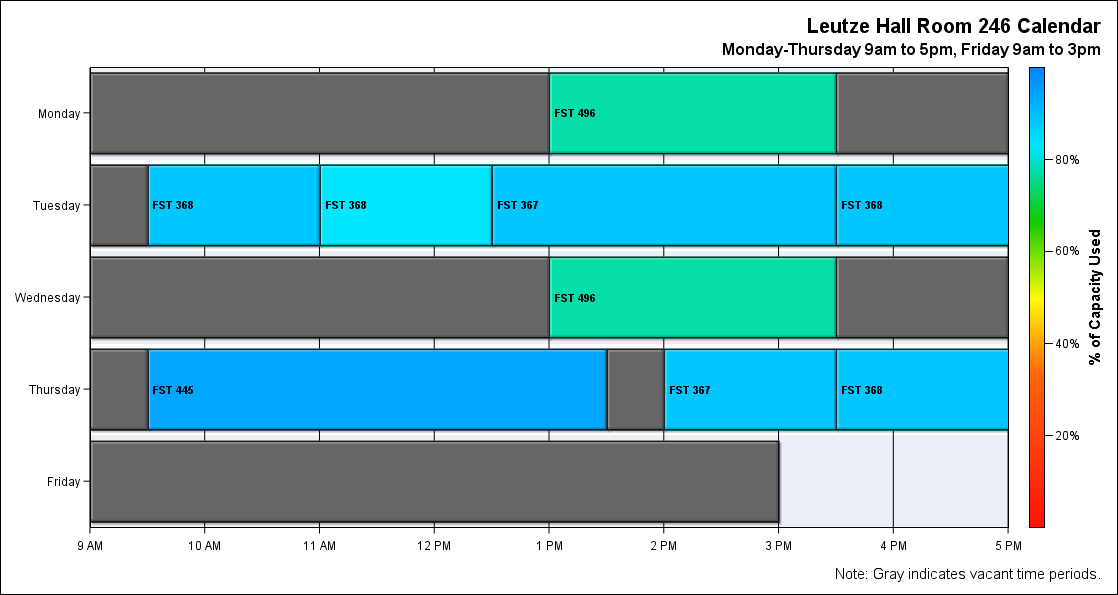 Leutze Hall Room 246 Calendar
Monday-Thursday 9am to 5pm, Friday 9am to 3pm
Monday
FST 496
Tuesday
FST 368
FST 368
FST 367
FST 368
Wednesday
FST 496
Thursday
FST 445
FST 367
FST 368
Friday
9 AM
10 AM
11 AM
12 PM
1 PM
2 PM
3 PM
4 PM
5 PM
80%
60%
40%
20%
% of Capacity Used
Note: Gray indicates vacant time periods.